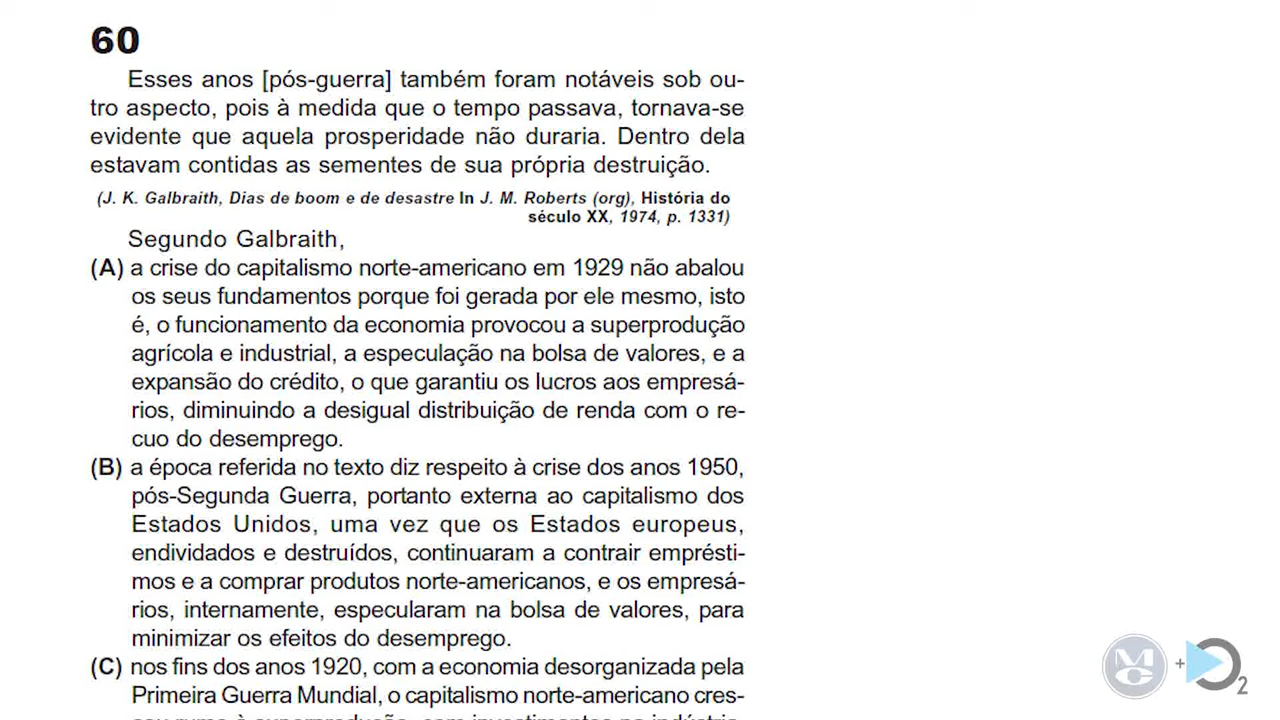 60
Esses anos [pós-guerra] também foram notáveis sob ou-
tro aspecto, pois à medida que o tempo passava, tornava-se
evidente que aquela prosperidade não duraria. Dentro dela
estavam contidas as sementes de sua própria destruição.
(J. K. Galbraith, Dias de boom e de desastre In J. M. Roberts (org), História do
século XX, 1974, p. 1331)
Segundo Galbraith,
(A) a crise do capitalismo norte-americano em 1929 não abalou
os seus fundamentos porque foi gerada por ele mesmo, isto
é, o funcionamento da economia provocou a superprodução
agrícola e industrial, a especulação na bolsa de valores, e a
expansão do crédito, o que garantiu os lucros aos empresá-
rios, diminuindo a desigual distribuição de renda com o re-
cuo do desemprego.
(B) a época referida no texto diz respeito à crise dos anos 1950,
pós-Segunda Guerra, portanto externa ao capitalismo dos
Estados Unidos, uma vez que os Estados europeus,
endividados e destruídos, continuaram a contrair emprésti-
mos e a comprar produtos norte-americanos, e os empresá-
rios, internamente, especularam na bolsa de valores, para
minimizar os efeitos do desemprego.
(C) nos fins dos anos 1920, com a economia desorganizada pela
Primeira Guerra Mundial, o capitalismo norte-americano cres-
MC + 2